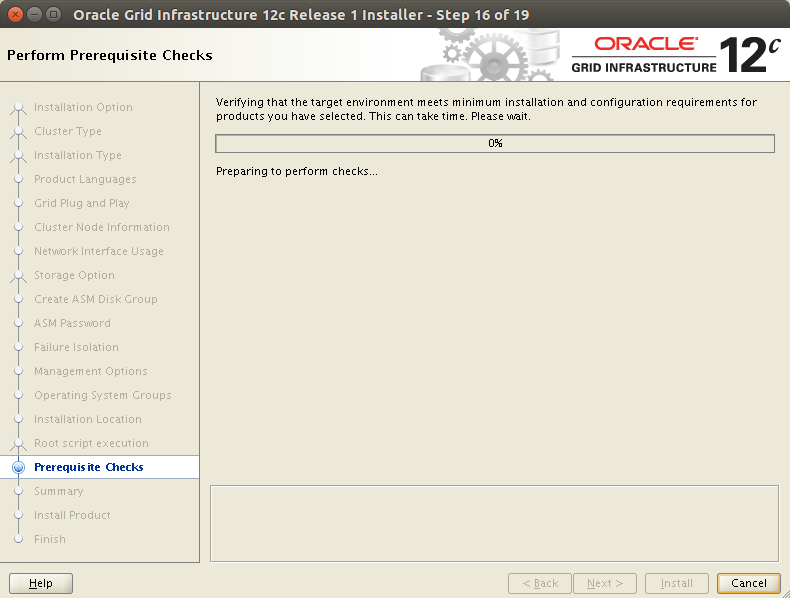 Oracle Grid Infrastructure 12c Release 1 Installer - Step 16 of 19
Perform Prerequisite Checks
ORACLE
GRID INFRASTRUCTURE
12c
Installation Option
Cluster Type
Installation Type
Product Languages
Grid Plug and Play
Cluster Node Information
Network Interface Usage
Storage Option
Create ASM Disk Group
ASM Password
Failure Isolation
Management Options
Operating System Groups
Installation Location
Root script execution
Prerequisite Checks
Summary
Install Product
Finish
Verifying that the target environment meets minimum installation and configuration requirements for
products you have selected. This can take time. Please wait.
0%
Preparing to perform checks...
Help
< Back
Next >
Install
Cancel